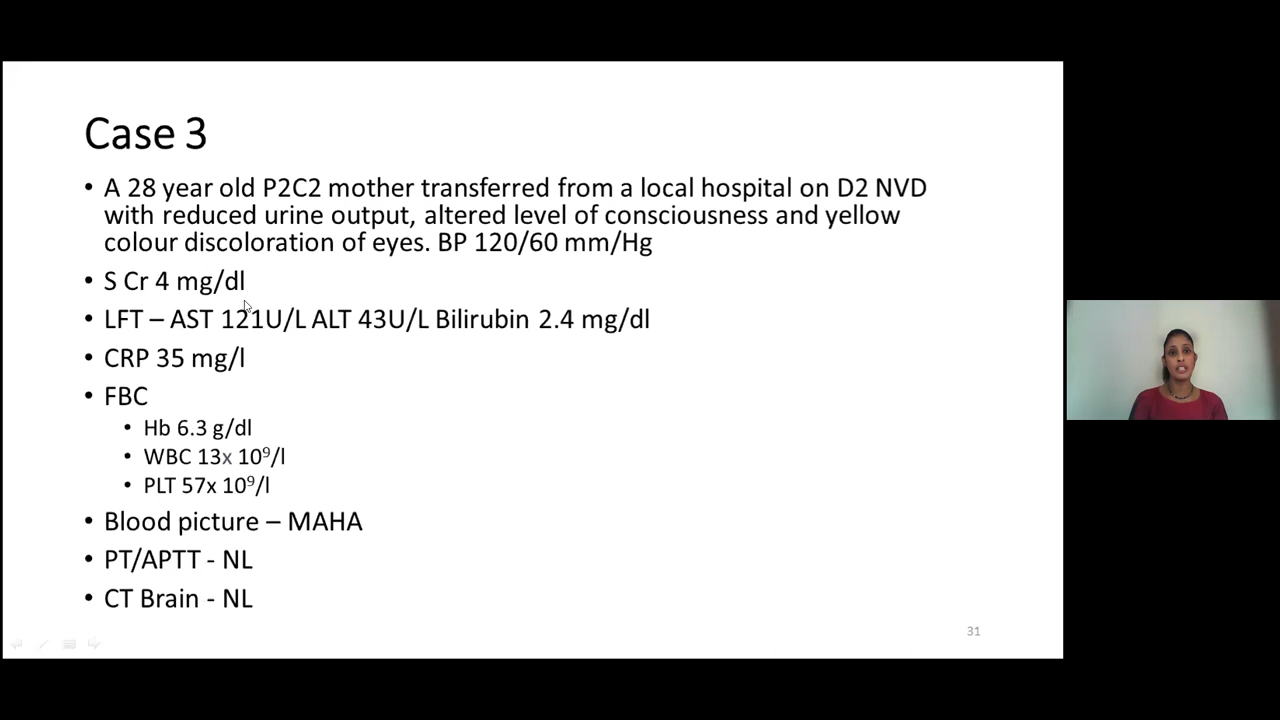 Case 3
• A 28 year old P2C2 mother transferred from a local hospital on D2 NVD
with reduced urine output, altered level of consciousness and yellow
colour discoloration of eyes. BP 120/60 mm/Hg
• S Cr 4 mg/dl
• LFT – AST 121U/L ALT 43U/L Bilirubin 2.4 mg/dl
• CRP 35 mg/l
• FBC
• Hb 6.3 g/dl
• WBC 13x 10⁹/l
• PLT 57x 10⁹/l
• Blood picture – MAHA
• PT/APTT - NL
• CT Brain - NL
31